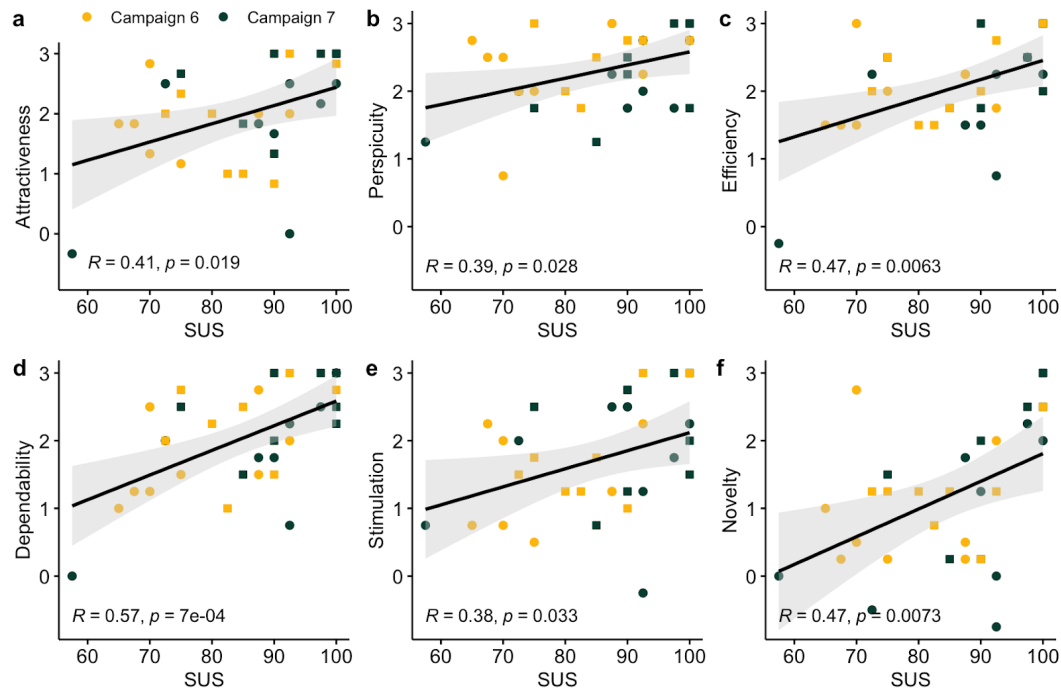 a Campaign 6 Campaign 7 b c
3 3 3
2 2 2
1 1 1
0 0 0
Attractiveness Perspicuity Efficiency
R = 0.41, p = 0.019 R = 0.39, p = 0.028 R = 0.47, p = 0.0063
60 70 80 90 100 60 70 80 90 100 60 70 80 90 100
SUS SUS SUS
d e f
3 3 3
2 2 2
1 1 1
0 0 0
Dependability Stimulation Novelty
R = 0.57, p = 7e-04 R = 0.38, p = 0.033 R = 0.47, p = 0.0073
60 70 80 90 100 60 70 80 90 100 60 70 80 90 100
SUS SUS SUS